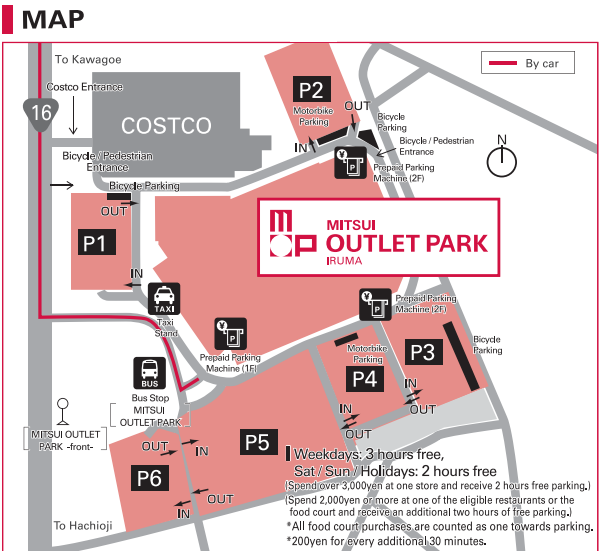 MAP
To Kawagoe
By car
Costco Entrance
16
COSTCO
P2
Motorbike
Parking
OUT
IN
Bicycle
Parking
Bicycle / Pedestrian
Entrance
N
Bicycle / Pedestrian
Entrance
Prepaid Parking
Machine (2F)
¥
P
Bicycle Parking
OUT
P1
IN
MITSUI
OUTLET PARK
IRUMA
TAXI
Taxi
Stand
¥
P
Prepaid Parking
Machine (2F)
¥
P
Prepaid Parking
Machine (1F)
Motorbike
Parking
P3
Bicycle
Parking
P4
BUS
Bus Stop
MITSUI
OUTLET PARK
IN
OUT
IN
OUT
MITSUI OUTLET
PARK -front-
OUT
IN
P5
P6
OUT
IN
To Hachioji
Weekdays: 3 hours free,
Sat / Sun / Holidays: 2 hours free
(Spend over 3,000yen at one store and receive 2 hours free parking.)
(Spend 2,000yen or more at one of the eligible restaurants or the
food court and receive an additional two hours of free parking.)
*All food court purchases are counted as one towards parking.
*200yen for every additional 30 minutes.